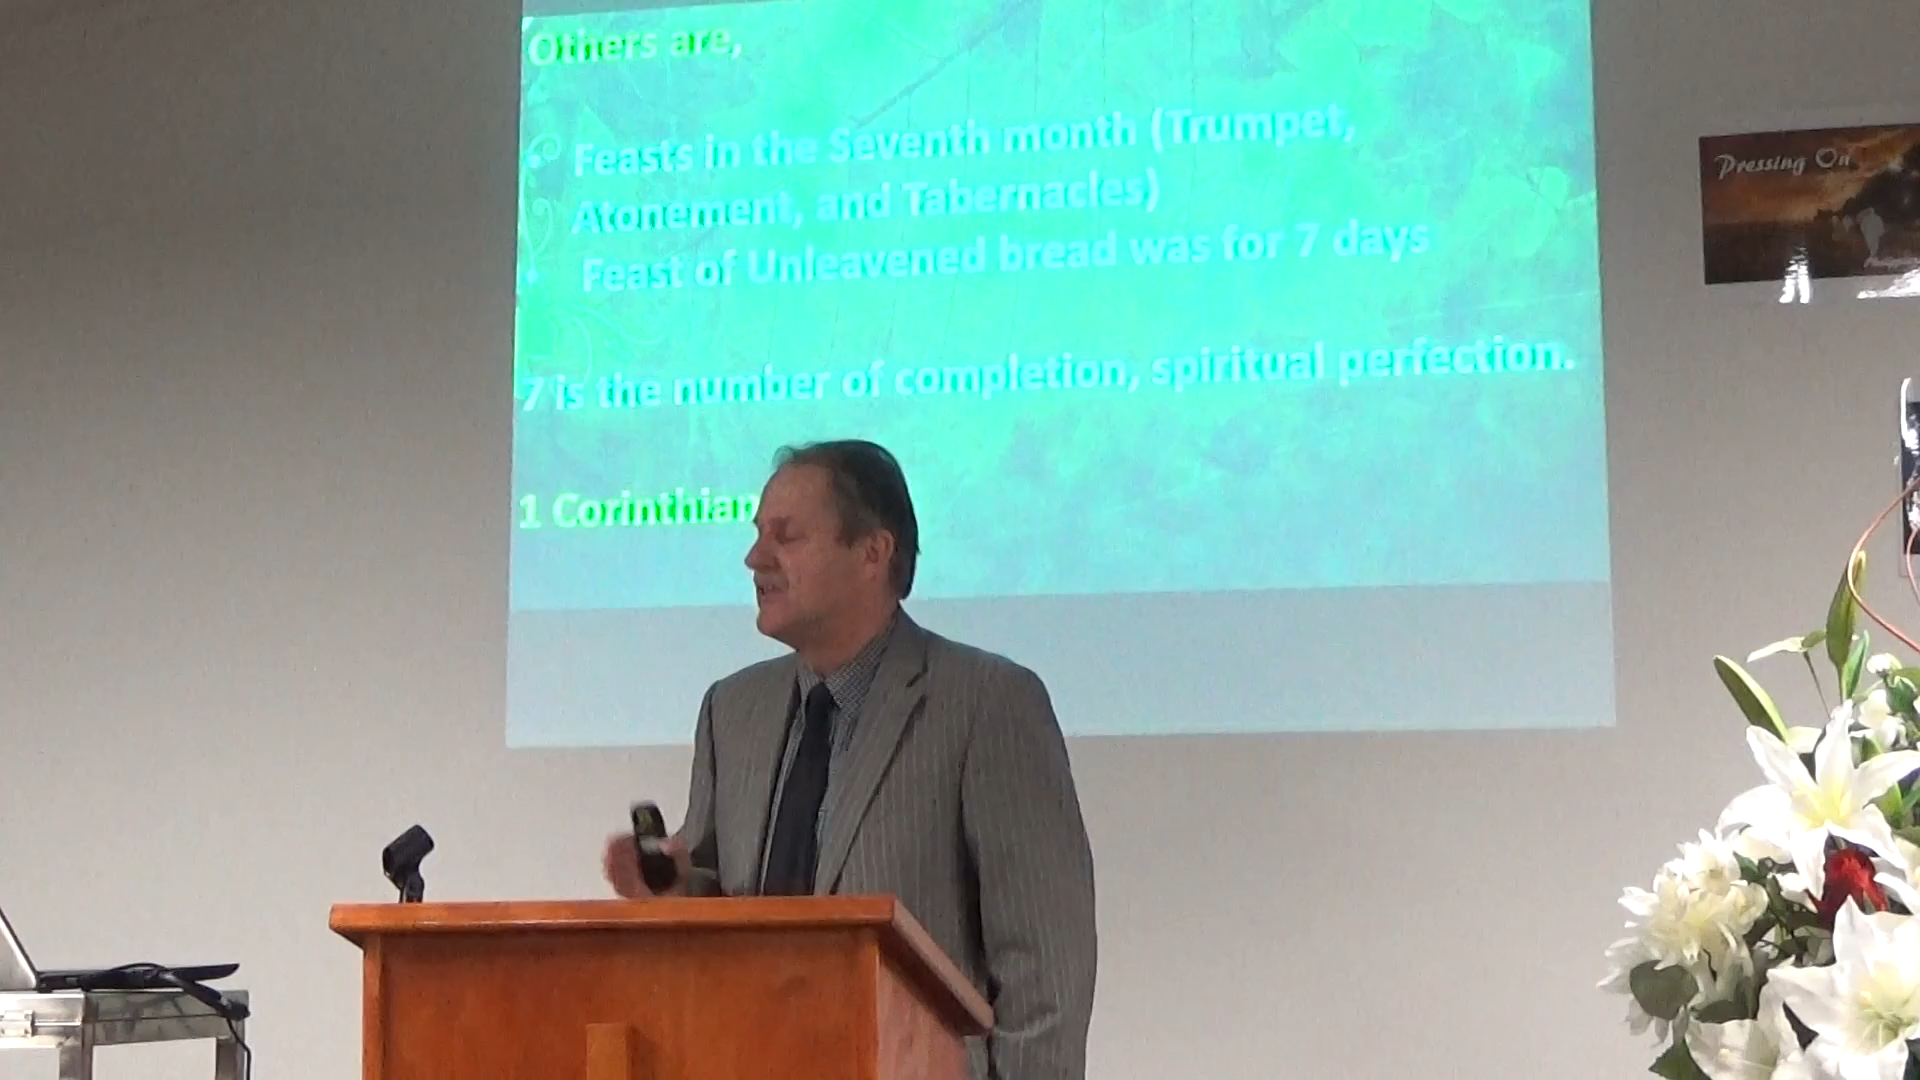 Others are,
Feasts in the Seventh month (Trumpet,
Atonement, and Tabernacles)
Feast of Unleavened bread was for 7 days
7 is the number of completion, spiritual perfection.
1 Corinthian
Pressing On